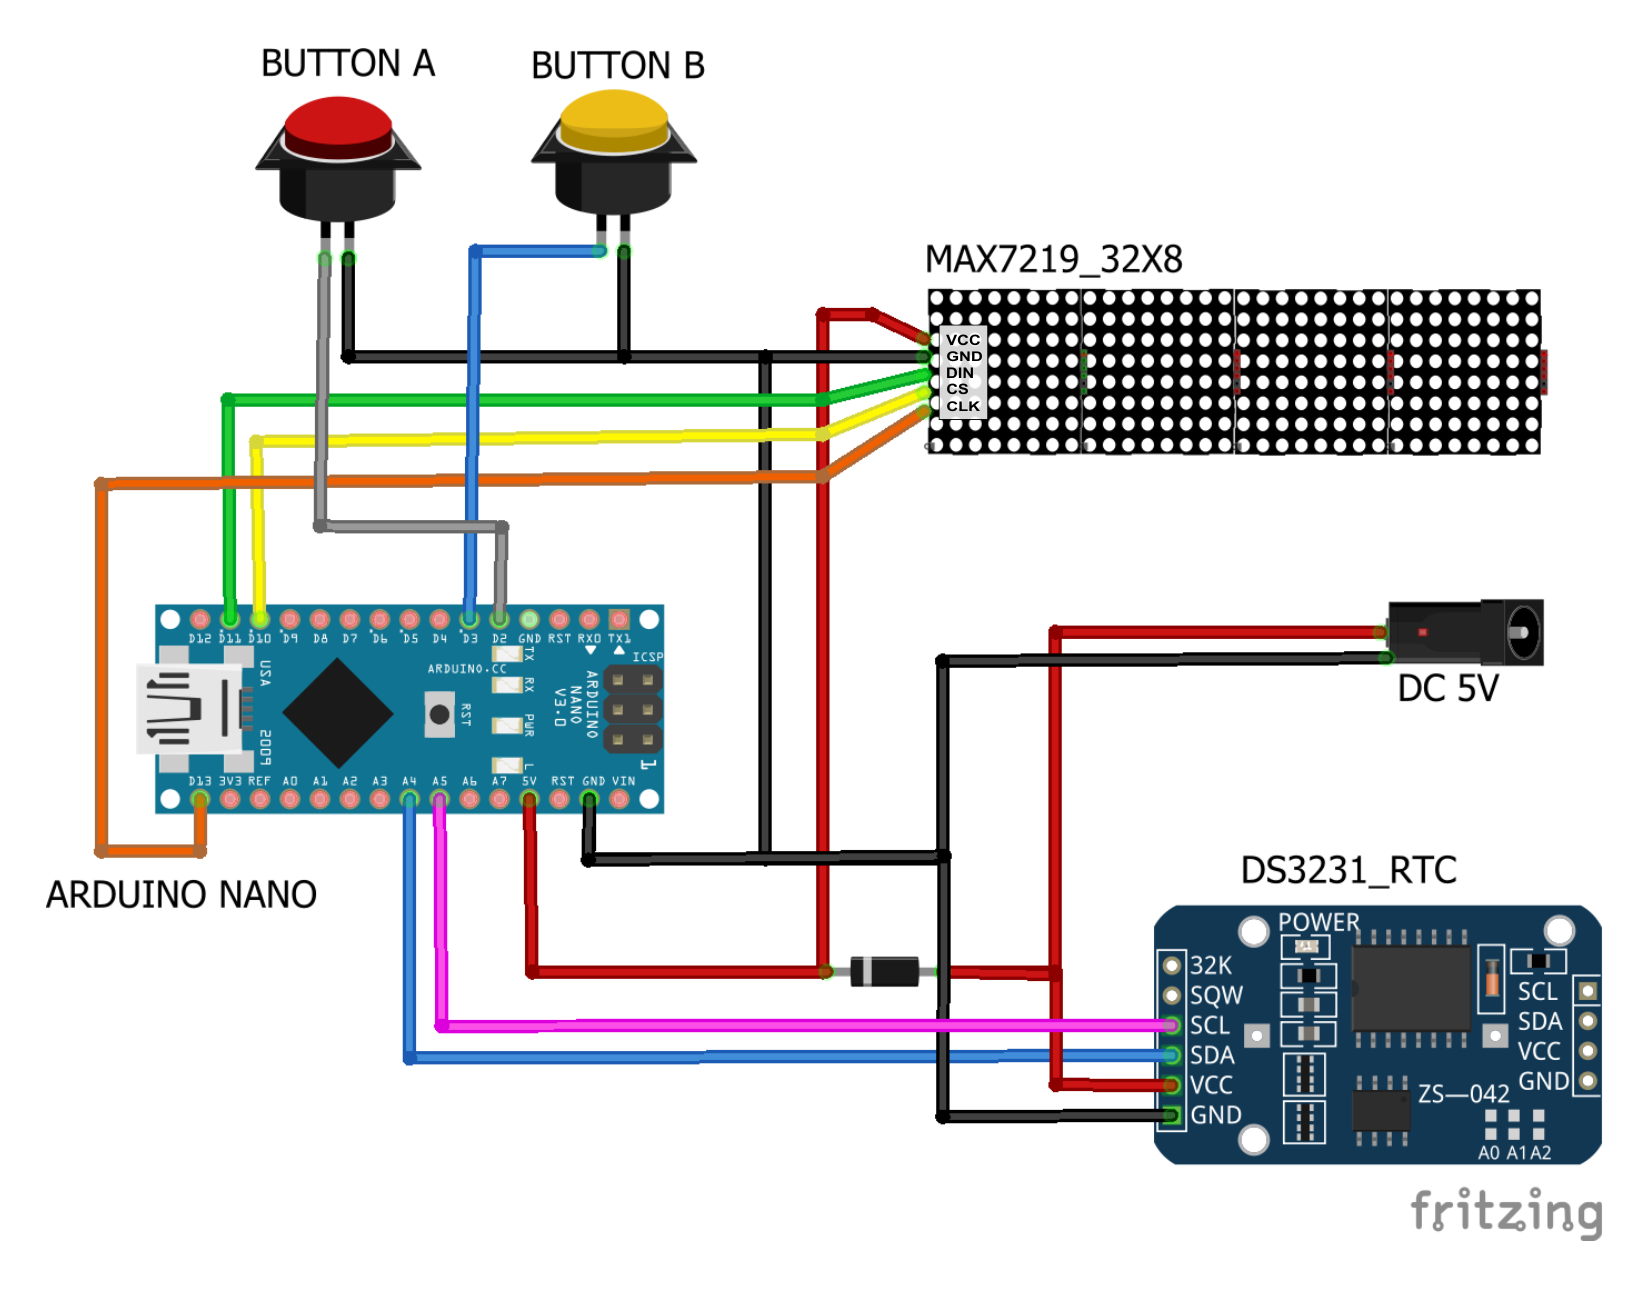 BUTTON A
BUTTON B
MAX7219_32X8
VCC
GND
DIN
CS
CLK
D12 D11 D10 D9 D8 D7 D6 D5 D4 D3 D2 GND RST RX0 TX1
ICSP
TX
RX
PWR
L
ARDUINO.CC
ARDUINO
NANO
V3.0
RST
USA
2009
1
D13 3V3 REF A0 A1 A2 A3 A4 A5 A6 A7 5V RST GND VIN
ARDUINO NANO
DC 5V
DS3231_RTC
POWER
32K
SQW
SCL
SDA
VCC
GND
SCL
SDA
VCC
GND
ZS—042
A0 A1 A2
fritzing